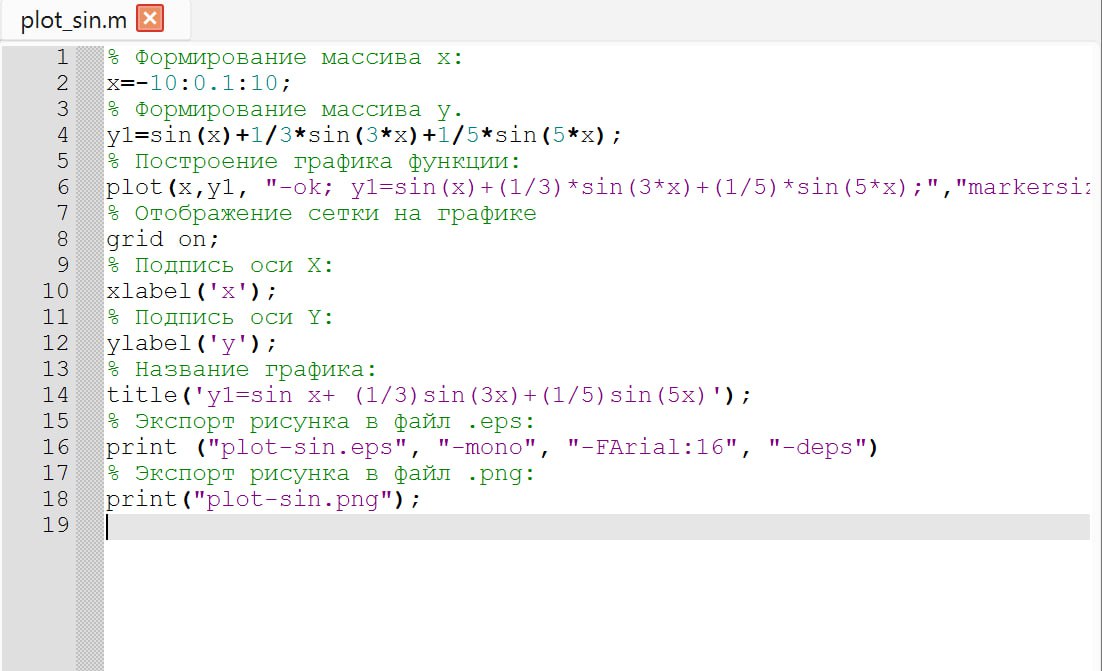 plot_sin.m
1 % Формирование массива x:
2 x=-10:0.1:10;
3 % Формирование массива y.
4 y1=sin(x)+1/3*sin(3*x)+1/5*sin(5*x);
5 % Построение графика функции:
6 plot(x,y1, "-ok; y1=sin(x)+(1/3)*sin(3*x)+(1/5)*sin(5*x);","markersiz
7 % Отображение сетки на графике
8 grid on;
9 % Подпись оси X:
10 xlabel('x');
11 % Подпись оси Y:
12 ylabel('y');
13 % Название графика:
14 title('y1=sin x+ (1/3)sin(3x)+(1/5)sin(5x)');
15 % Экспорт рисунка в файл .eps:
16 print ("plot-sin.eps", "-mono", "-FArial:16", "-deps")
17 % Экспорт рисунка в файл .png:
18 print("plot-sin.png");
19